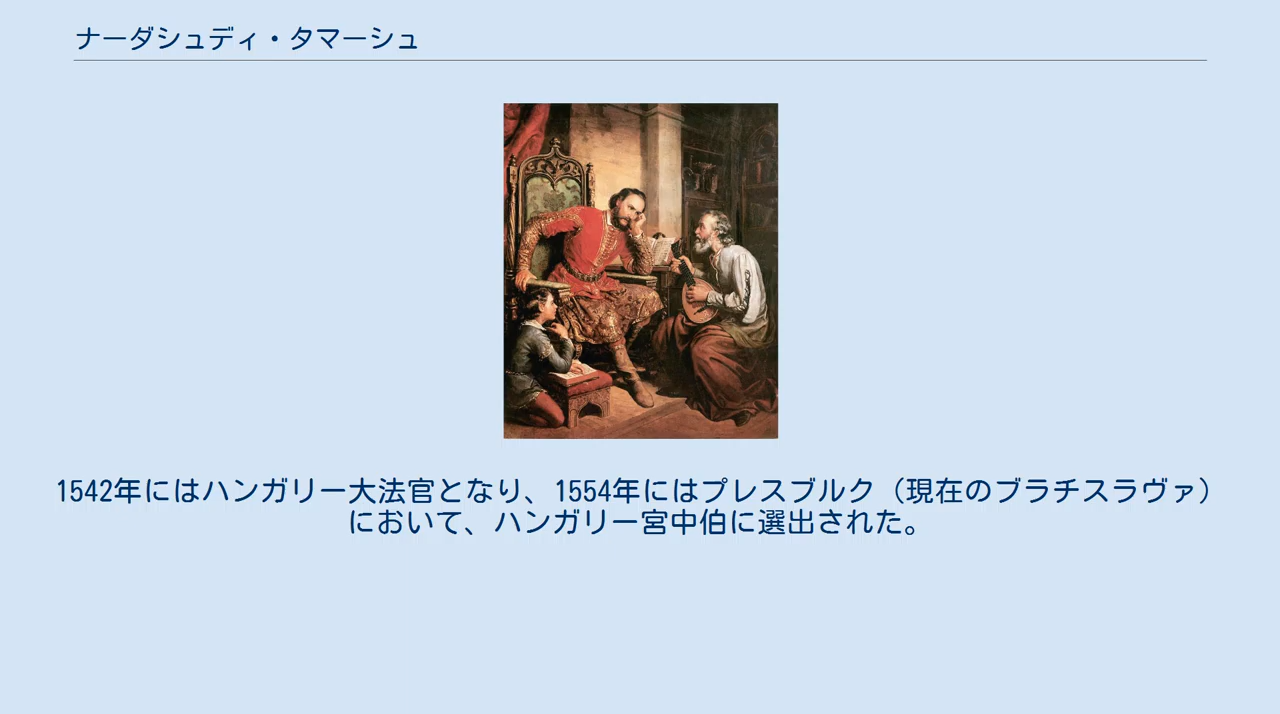 ナーダシュディ・タマーシュ
1542年にはハンガリー大法官となり、1554年にはプレスブルク（現在のブラチスラヴァ）
において、ハンガリー宮中伯に選出された。